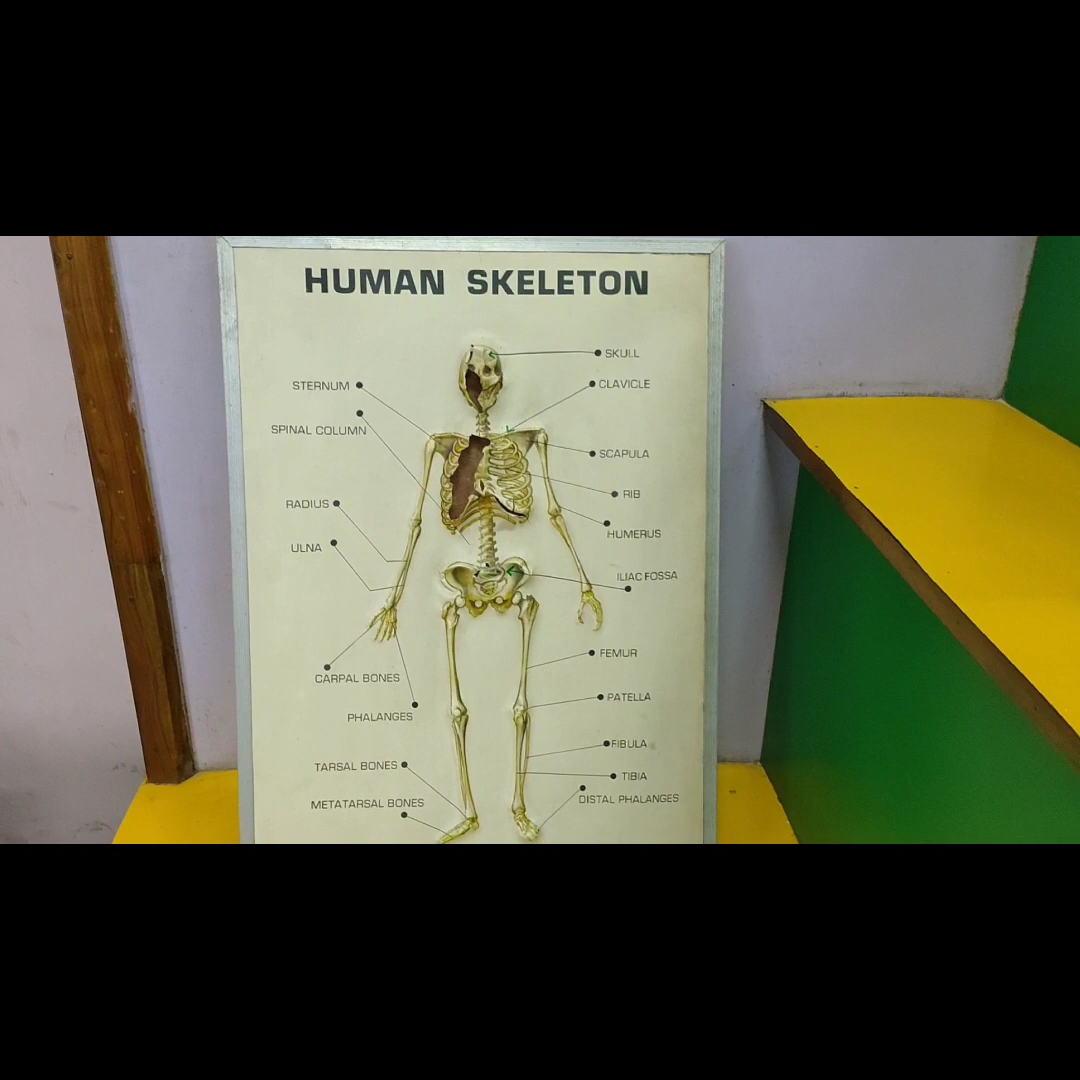 HUMAN SKELETON
STERNUM
SPINAL COLUMN
RADIUS
ULNA
CARPAL BONES
PHALANGES
TARSAL BONES
METATARSAL BONES
SKULL
CLAVICLE
SCAPULA
RIB
HUMERUS
ILIAC FOSSA
FEMUR
PATELLA
FIBULA
TIBIA
DISTAL PHALANGES